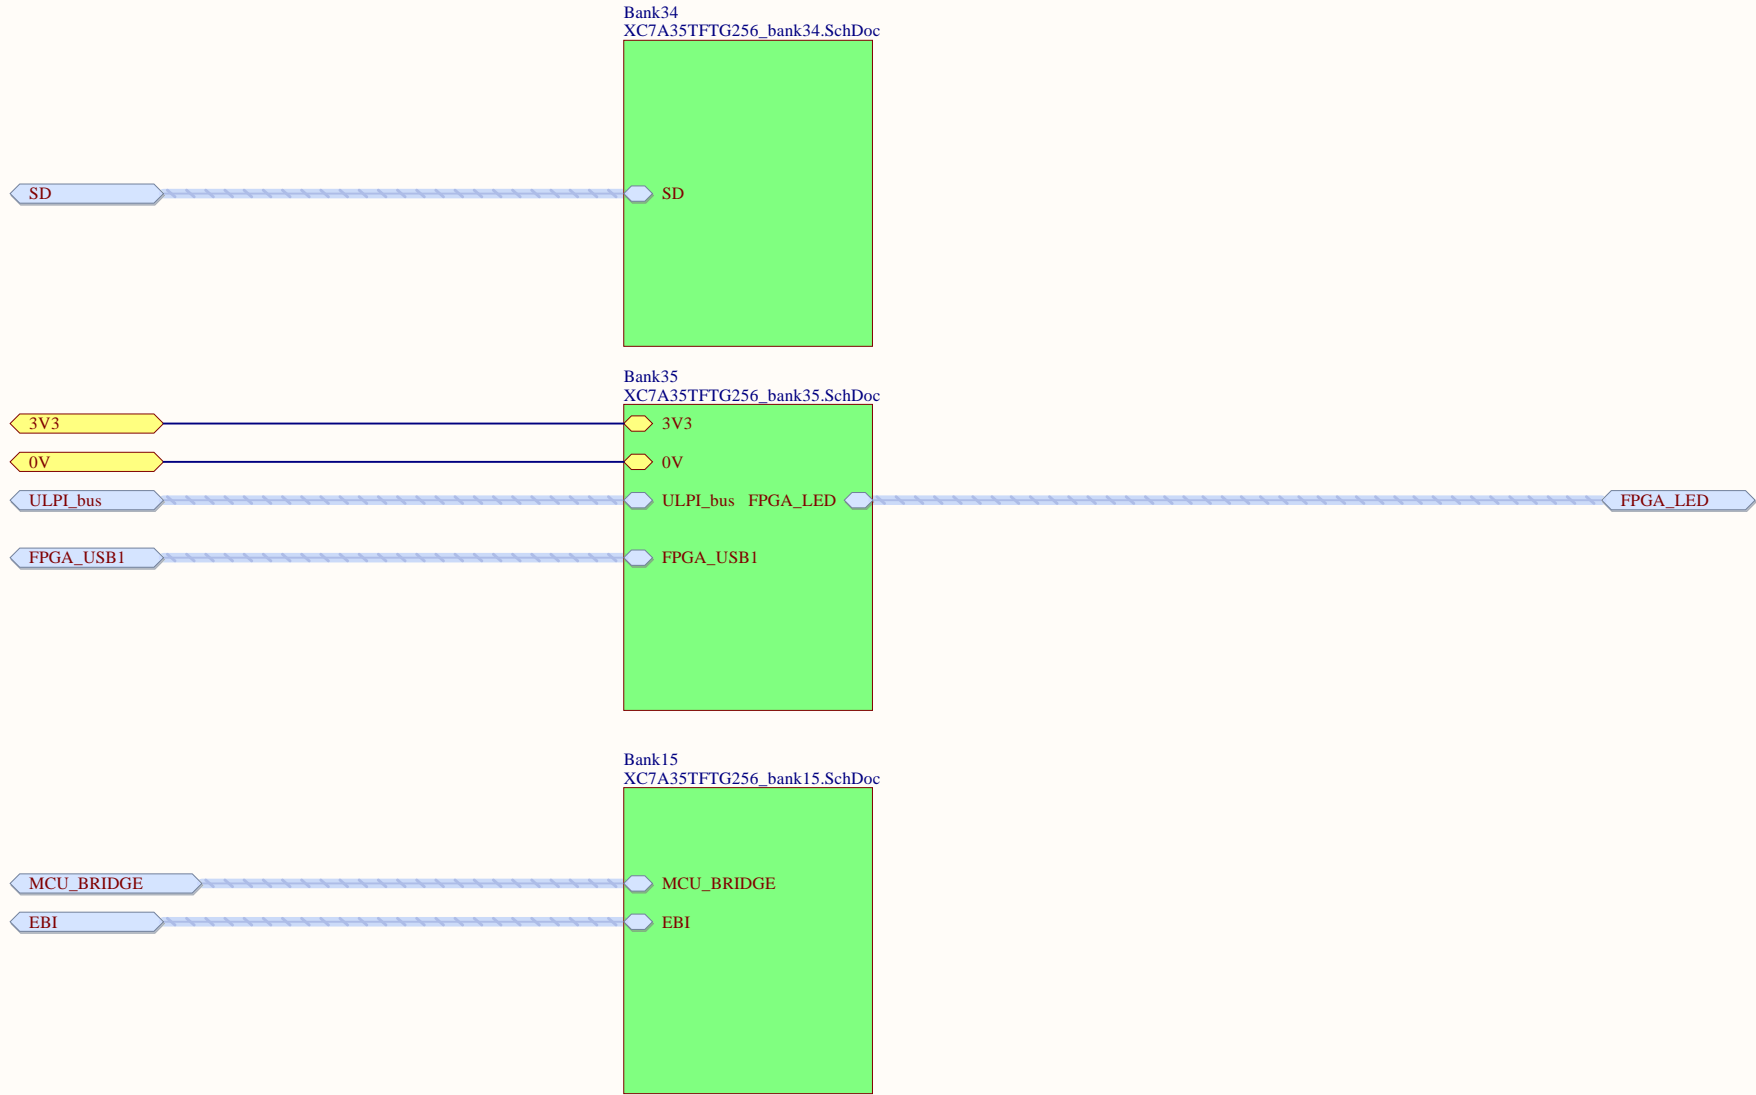 Bank34
XC7A35TFTG256_bank34.SchDoc
SD SD
Bank35
XC7A35TFTG256_bank35.SchDoc
3V3 3V3
0V 0V
ULPI_bus ULPI_bus FPGA_LED FPGA_LED
FPGA_USB1 FPGA_USB1
Bank15
XC7A35TFTG256_bank15.SchDoc
MCU_BRIDGE MCU_BRIDGE
EBI EBI